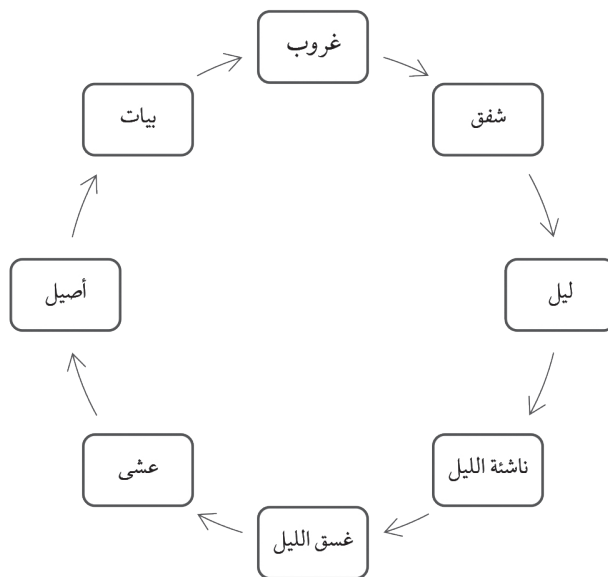 غروب
شفق
ليل
ناشئة الليل
غسق الليل
عشى
أصيل
بيات